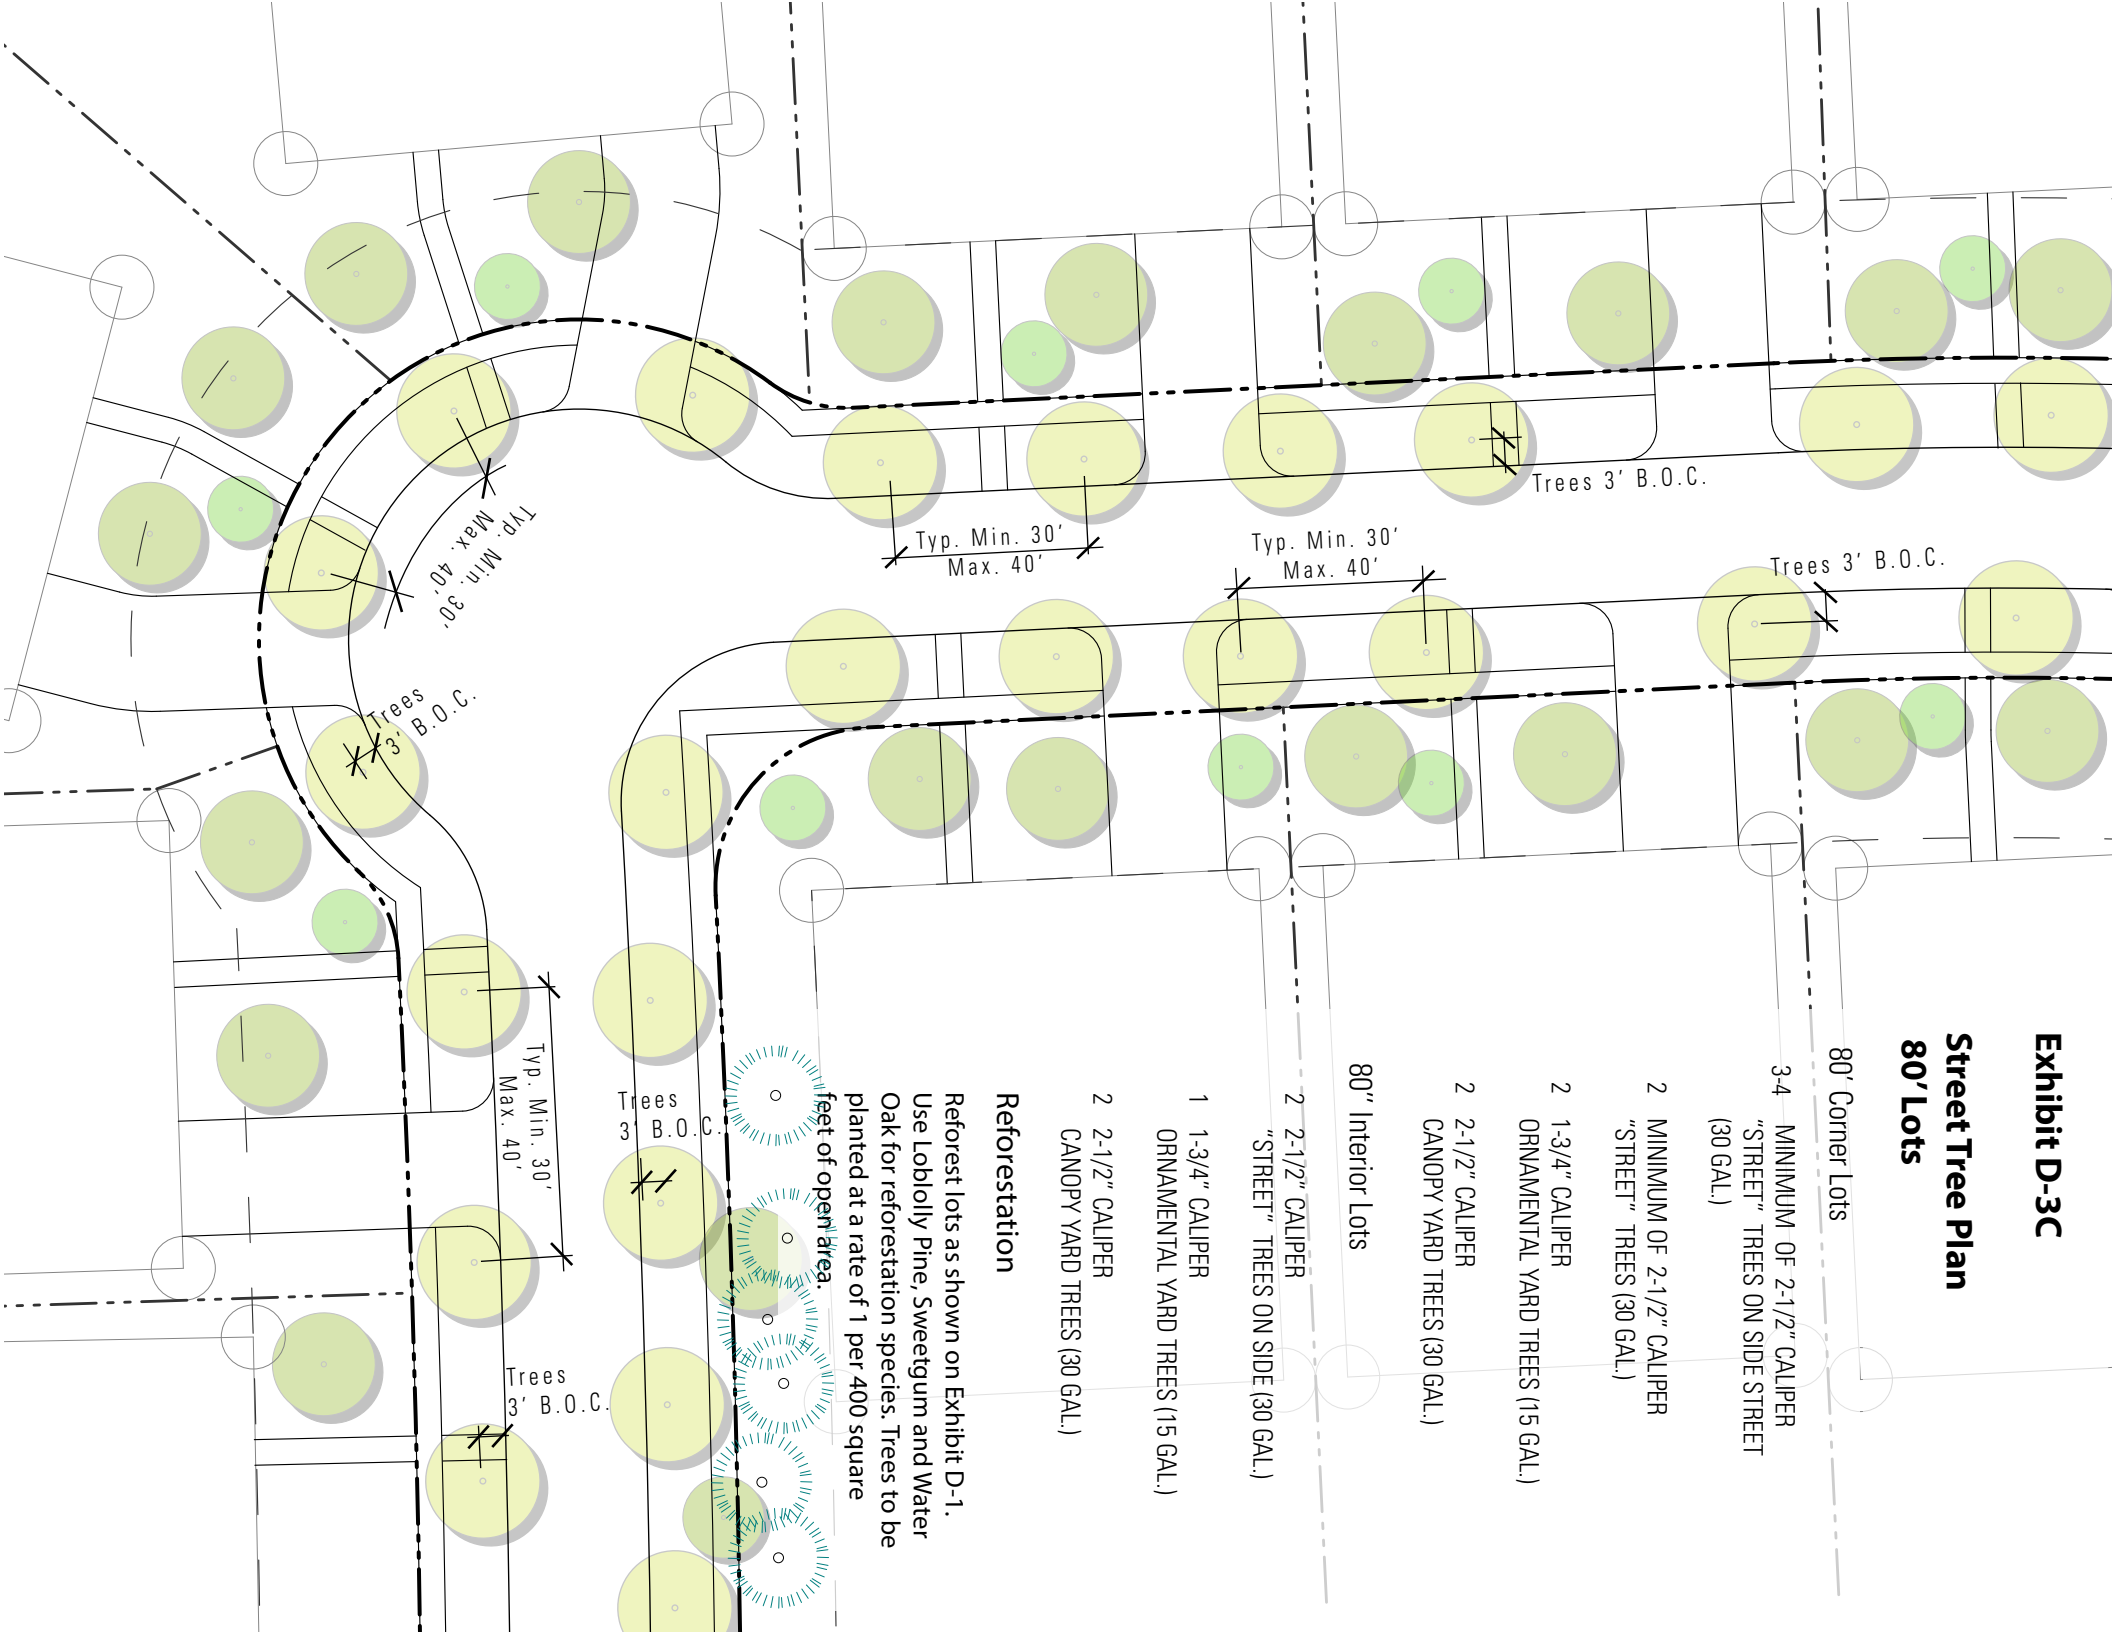 Exhibit D-3C
Street Tree Plan
80’ Lots
80’ Corner Lots
3-4 MINIMUM OF 2-1/2” CALIPER
“STREET” TREES ON SIDE STREET
(30 GAL.)
2 MINIMUM OF 2-1/2” CALIPER
“STREET” TREES (30 GAL.)
2 1-3/4” CALIPER
ORNAMENTAL YARD TREES (15 GAL.)
2 2-1/2” CALIPER
CANOPY YARD TREES (30 GAL.)
80” Interior Lots
2 2-1/2” CALIPER
“STREET” TREES ON SIDE (30 GAL.)
1 1-3/4” CALIPER
ORNAMENTAL YARD TREES (15 GAL.)
2 2-1/2” CALIPER
CANOPY YARD TREES (30 GAL.)
Reforestation
Reforest lots as shown on Exhibit D-1.
Use Loblolly Pine, Sweetgum and Water
Oak for reforestation species. Trees to be
planted at a rate of 1 per 400 square
feet of open area.
Typ. Min. 30’
Max. 40’
Typ. Min. 30’
Max. 40’
Typ. Min. 30’
Max. 40’
Trees 3’ B.O.C.
Trees 3’ B.O.C.
Trees
3’ B.O.C.
Typ. Min. 30’
Max. 40’
Trees
3’ B.O.C.
Trees
3’ B.O.C.